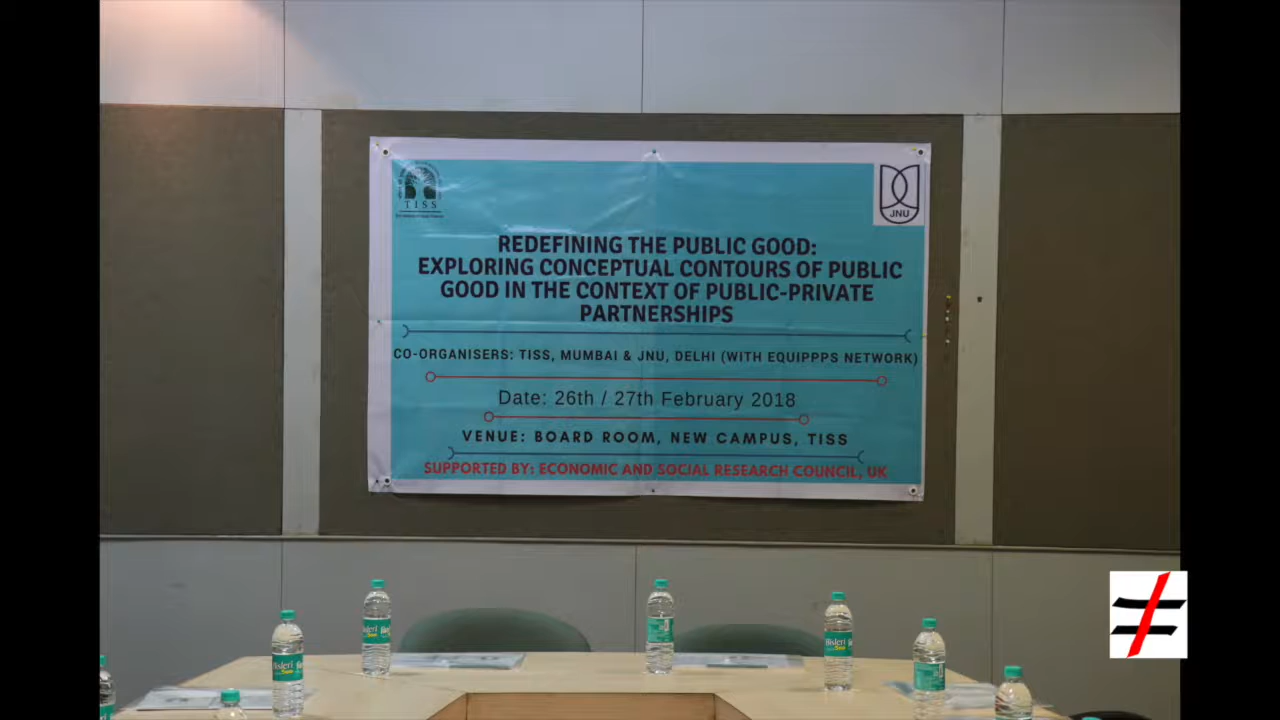 TISS
JNU
REDEFINING THE PUBLIC GOOD:
EXPLORING CONCEPTUAL CONTOURS OF PUBLIC
GOOD IN THE CONTEXT OF PUBLIC-PRIVATE
PARTNERSHIPS
CO-ORGANISERS: TISS, MUMBAI & JNU, DELHI (WITH EQUIPPPS NETWORK)
Date: 26th / 27th February 2018
VENUE: BOARD ROOM, NEW CAMPUS, TISS
SUPPORTED BY: ECONOMIC AND SOCIAL RESEARCH COUNCIL, UK
Bisleri
Bisleri
Bisleri